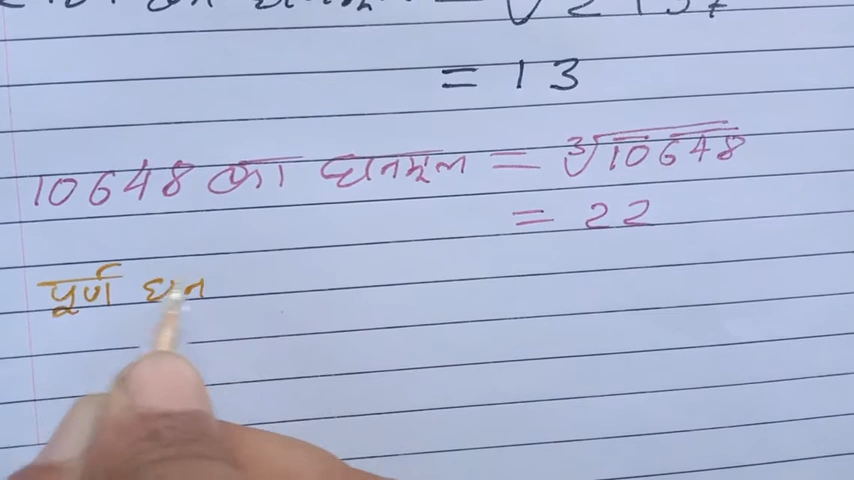 = 13
10648 का घनमूल = ∛10648
= 22
पूर्ण घन